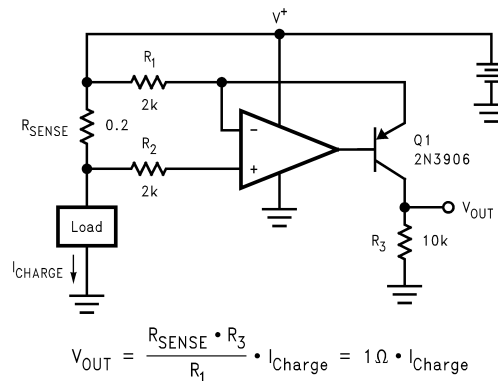 V+
R1
2k
RSENSE 0.2
R2
2k
−
+
Q1
2N3906
Load
ICHARGE
VOUT
R3 10k
VOUT = RSENSE • R3 / R1 • ICharge = 1Ω • ICharge